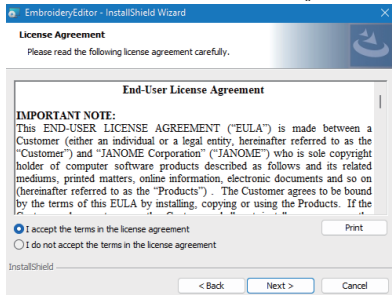 EmbroideryEditor - InstallShield Wizard
License Agreement
Please read the following license agreement carefully.
End-User License Agreement
IMPORTANT NOTE:
This END-USER LICENSE AGREEMENT (“EULA”) is made between a
Customer (either an individual or a legal entity, hereinafter referred to as the
“Customer”) and “JANOME Corporation” (“JANOME”) who is sole copyright
holder of computer software products described as follows and its related
mediums, printed matters, online information, electronic documents and so on
(hereinafter referred to as the “Products”) . The Customer agrees to be bound
by the terms of this EULA by installing, copying or using the Products. If the
I accept the terms in the license agreement
Print
I do not accept the terms in the license agreement
InstallShield
< Back
Next >
Cancel